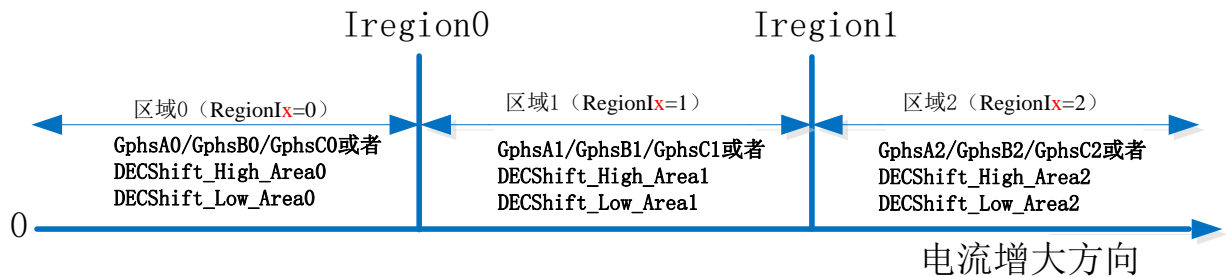 Iregion0
Iregion1
区域0（RegionIx=0）
区域1（RegionIx=1）
区域2（RegionIx=2）
GphsA0/GphsB0/GphsC0或者
DECShift_High_Area0
DECShift_Low_Area0
GphsA1/GphsB1/GphsC1或者
DECShift_High_Area1
DECShift_Low_Area1
GphsA2/GphsB2/GphsC2或者
DECShift_High_Area2
DECShift_Low_Area2
0
电流增大方向